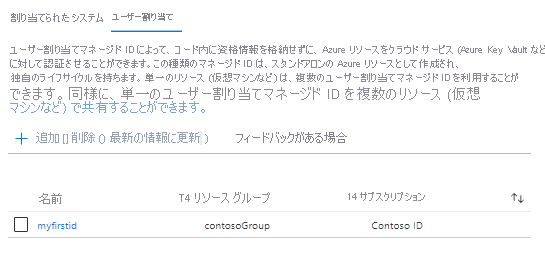 割り当てられたシステム ユーザー割り当て
ユーザー割り当てマネージド ID によって、コード内に資格情報を格納せずに、Azure リソースをクラウド サービス (Azure Key Vault など
に対して認証させることができます。この種類のマネージド ID は、スタンドアロンの Azure リソースとして作成され、
独自のライフサイクルを持ちます。単一のリソース (仮想マシンなど) は、複数のユーザー割り当てマネージド ID を利用することが
できます。同様に、単一のユーザー割り当てマネージド ID を複数のリソース (仮想
マシンなど) で共有することができます。
+ 追加 [] 削除 () 最新の情報に更新 | ) フィードバックがある場合
名前 T4 リソース グループ 14 サブスクリプション ↑↓
myfirstid contosoGroup Contoso ID